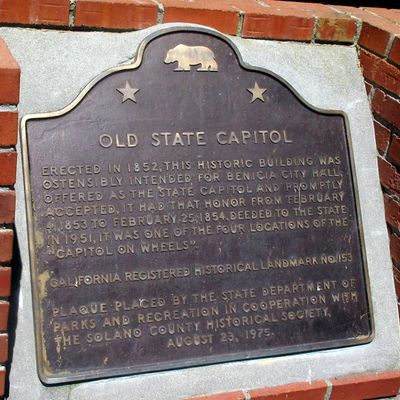 OLD STATE CAPITOL
ERECTED IN 1852, THIS HISTORIC BUILDING WAS
OSTENSIBLY INTENDED FOR BENICIA CITY HALL,
OFFERED AS THE STATE CAPITOL AND PROMPTLY
ACCEPTED, IT HAD THAT HONOR FROM FEBRUARY
4, 1853 TO FEBRUARY 25, 1854. DEEDED TO THE STATE
IN 1951, IT WAS ONE OF THE FOUR LOCATIONS OF THE
"CAPITOL ON WHEELS".
CALIFORNIA REGISTERED HISTORICAL LANDMARK NO. 153
PLAQUE PLACED BY THE STATE DEPARTMENT OF
PARKS AND RECREATION IN COOPERATION WITH
THE SOLANO COUNTY HISTORICAL SOCIETY,
AUGUST 23, 1975.